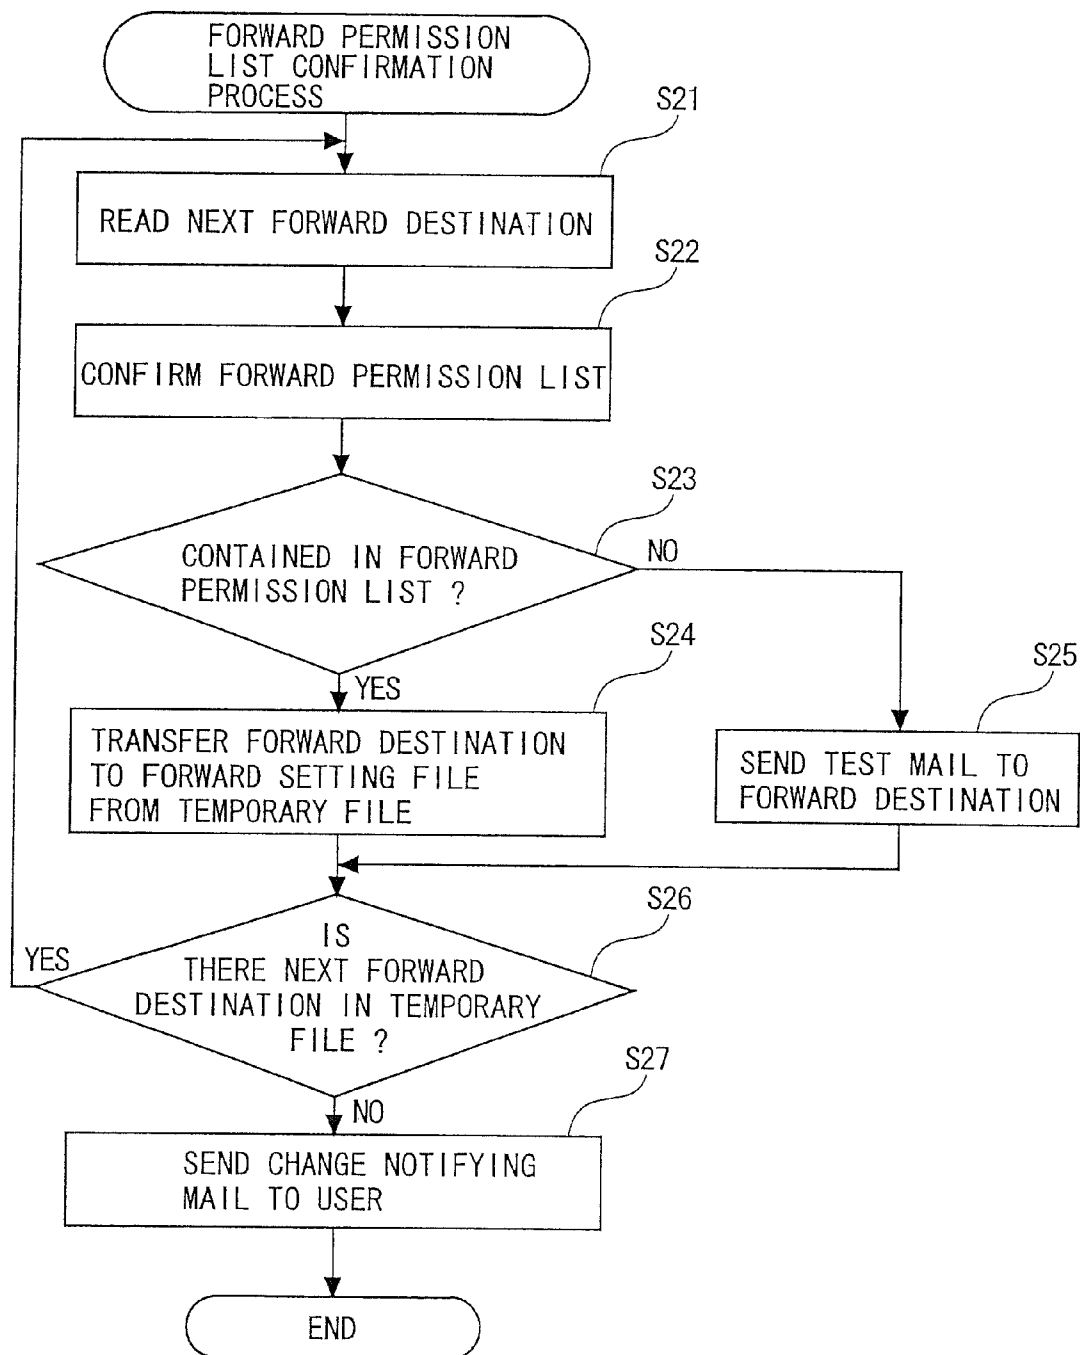 FORWARD PERMISSION
LIST CONFIRMATION
PROCESS
S21
READ NEXT FORWARD DESTINATION
S22
CONFIRM FORWARD PERMISSION LIST
S23
CONTAINED IN FORWARD
PERMISSION LIST ?
NO
S24
YES
S25
TRANSFER FORWARD DESTINATION
TO FORWARD SETTING FILE
FROM TEMPORARY FILE
SEND TEST MAIL TO
FORWARD DESTINATION
S26
IS
THERE NEXT FORWARD
DESTINATION IN TEMPORARY
FILE ?
YES
S27
NO
SEND CHANGE NOTIFYING
MAIL TO USER
END